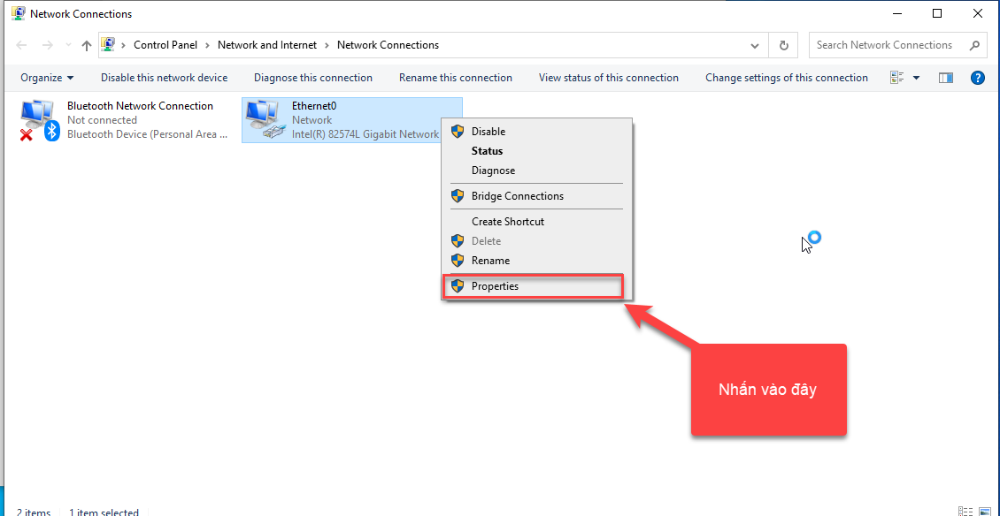 Network Connections
Control Panel > Network and Internet > Network Connections
Search Network Connections
Organize
Disable this network device
Diagnose this connection
Rename this connection
View status of this connection
Change settings of this connection
Bluetooth Network Connection
Not connected
Bluetooth Device (Personal Area ...
Ethernet0
Network
Intel(R) 82574L Gigabit Network
Disable
Status
Diagnose
Bridge Connections
Create Shortcut
Delete
Rename
Properties
Nhấn vào đây
2 items
1 item selected